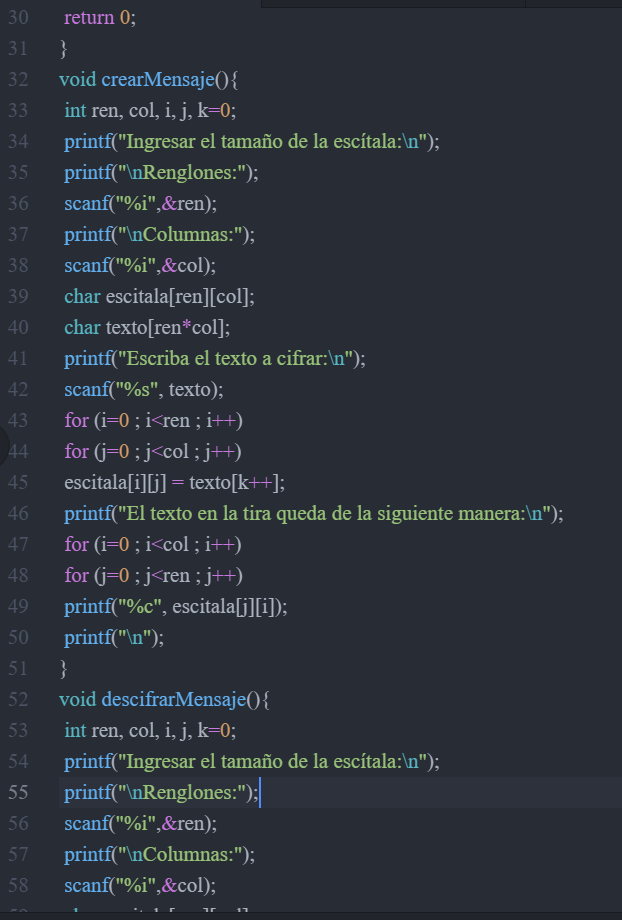 30 return 0;
31 }
32 void crearMensaje(){
33 int ren, col, i, j, k=0;
34 printf("Ingresar el tamaño de la escítala:\n");
35 printf("\nRenglones:");
36 scanf("%i",&ren);
37 printf("\nColumnas:");
38 scanf("%i",&col);
39 char escitala[ren][col];
40 char texto[ren*col];
41 printf("Escriba el texto a cifrar:\n");
42 scanf("%s", texto);
43 for (i=0 ; i<ren ; i++)
44 for (j=0 ; j<col ; j++)
45 escitala[i][j] = texto[k++];
46 printf("El texto en la tira queda de la siguiente manera:\n");
47 for (i=0 ; i<col ; i++)
48 for (j=0 ; j<ren ; j++)
49 printf("%c", escitala[j][i]);
50 printf("\n");
51 }
52 void descifrarMensaje(){
53 int ren, col, i, j, k=0;
54 printf("Ingresar el tamaño de la escítala:\n");
55 printf("\nRenglones:");
56 scanf("%i",&ren);
57 printf("\nColumnas:");
58 scanf("%i",&col);